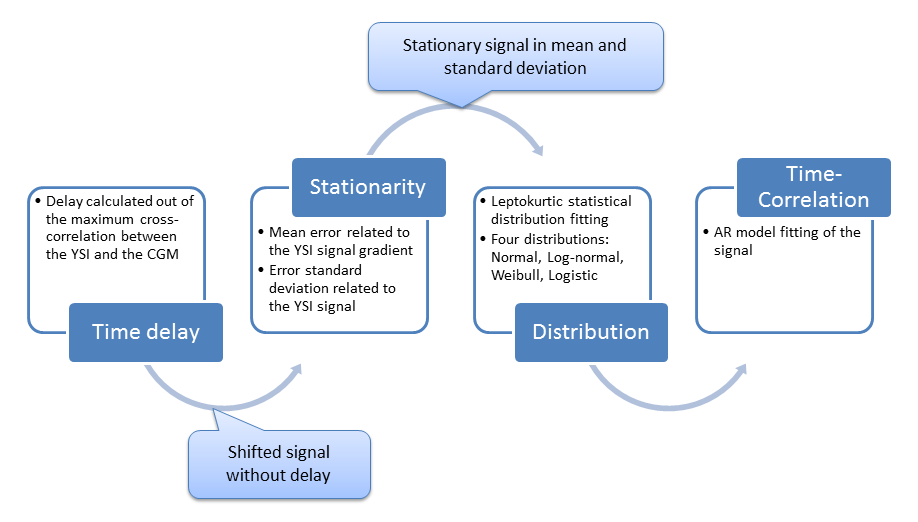 Stationary signal in mean and
standard deviation
• Delay calculated out of
the maximum cross-
correlation between
the YSI and the CGM
Time delay
Shifted signal
without delay
Stationarity
• Mean error related to
the YSI signal gradient
• Error standard
deviation related to
the YSI signal
• Leptokurtic statistical
distribution fitting
• Four distributions:
Normal, Log-normal,
Weibull, Logistic
Distribution
Time-
Correlation
• AR model fitting of the
signal